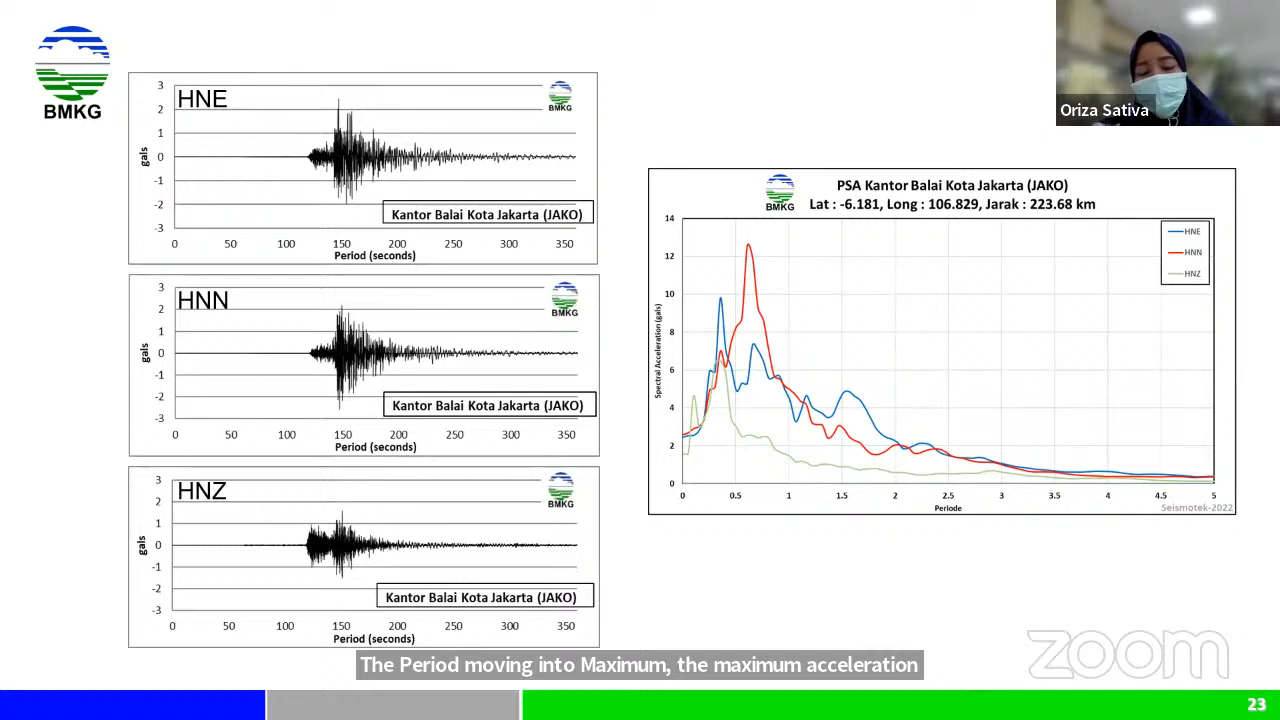 BMKG
Oriza Sativa
HNE
BMKG
3
2
1
0
-1
-2
-3
gals
Kantor Balai Kota Jakarta (JAKO)
0 50 100 150 200 250 300 350
Period (seconds)
HNN
BMKG
3
2
1
0
-1
-2
-3
gals
Kantor Balai Kota Jakarta (JAKO)
0 50 100 150 200 250 300 350
Period (seconds)
HNZ
BMKG
3
2
1
0
-1
-2
-3
gals
Kantor Balai Kota Jakarta (JAKO)
0 50 100 150 200 250 300 350
Period (seconds)
BMKG
PSA Kantor Balai Kota Jakarta (JAKO)
Lat : -6.181, Long : 106.829, Jarak : 223.68 km
14
12
10
8
6
4
2
0
Spectral Acceleration (gals)
HNE
HNN
HNZ
0 0.5 1 1.5 2 2.5 3 3.5 4 4.5 5
Periode
Seismotek-2022
zoom
The Period moving into Maximum, the maximum acceleration
23